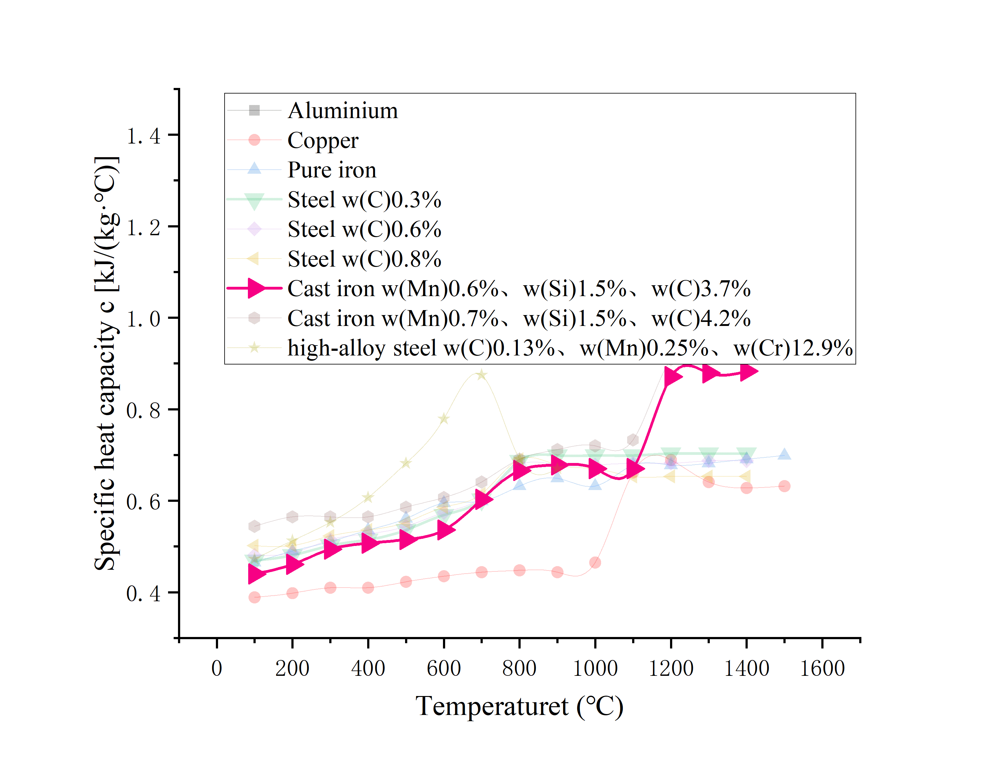 Aluminium
Copper
Pure iron
Steel w(C)0.3%
Steel w(C)0.6%
Steel w(C)0.8%
Cast iron w(Mn)0.6%、w(Si)1.5%、w(C)3.7%
Cast iron w(Mn)0.7%、w(Si)1.5%、w(C)4.2%
high-alloy steel w(C)0.13%、w(Mn)0.25%、w(Cr)12.9%
Specific heat capacity c [kJ/(kg·°C)]
1.4
1.2
1.0
0.8
0.6
0.4
0 200 400 600 800 1000 1200 1400 1600
Temperaturet (℃)